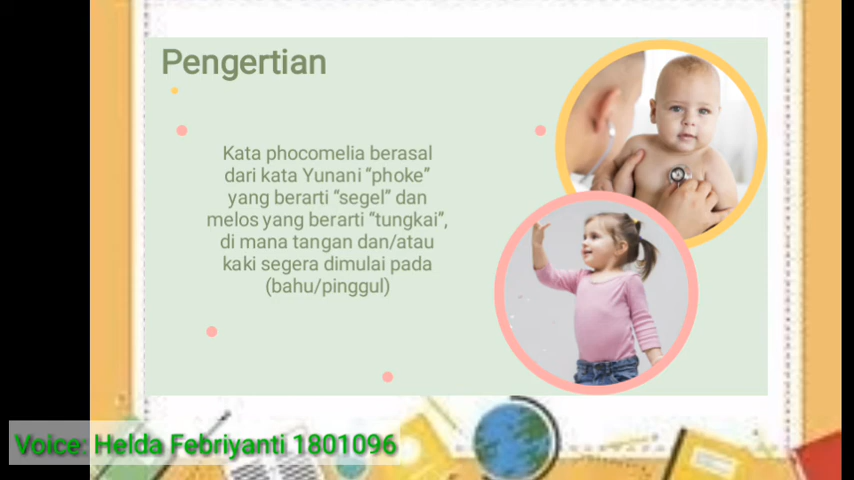 Pengertian
Kata phocomelia berasal
dari kata Yunani “phoke”
yang berarti “segel” dan
melos yang berarti “tungkai”,
di mana tangan dan/atau
kaki segera dimulai pada
(bahu/pinggul)
Voice: Helda Febriyanti 1801096